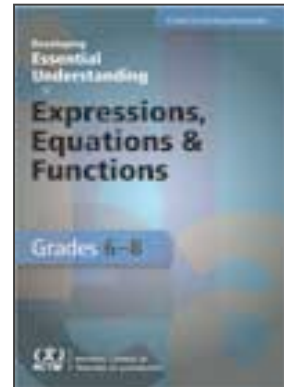 Developing
Essential
Understanding
Expressions,
Equations &
Functions
Grades 6–8
NCTM